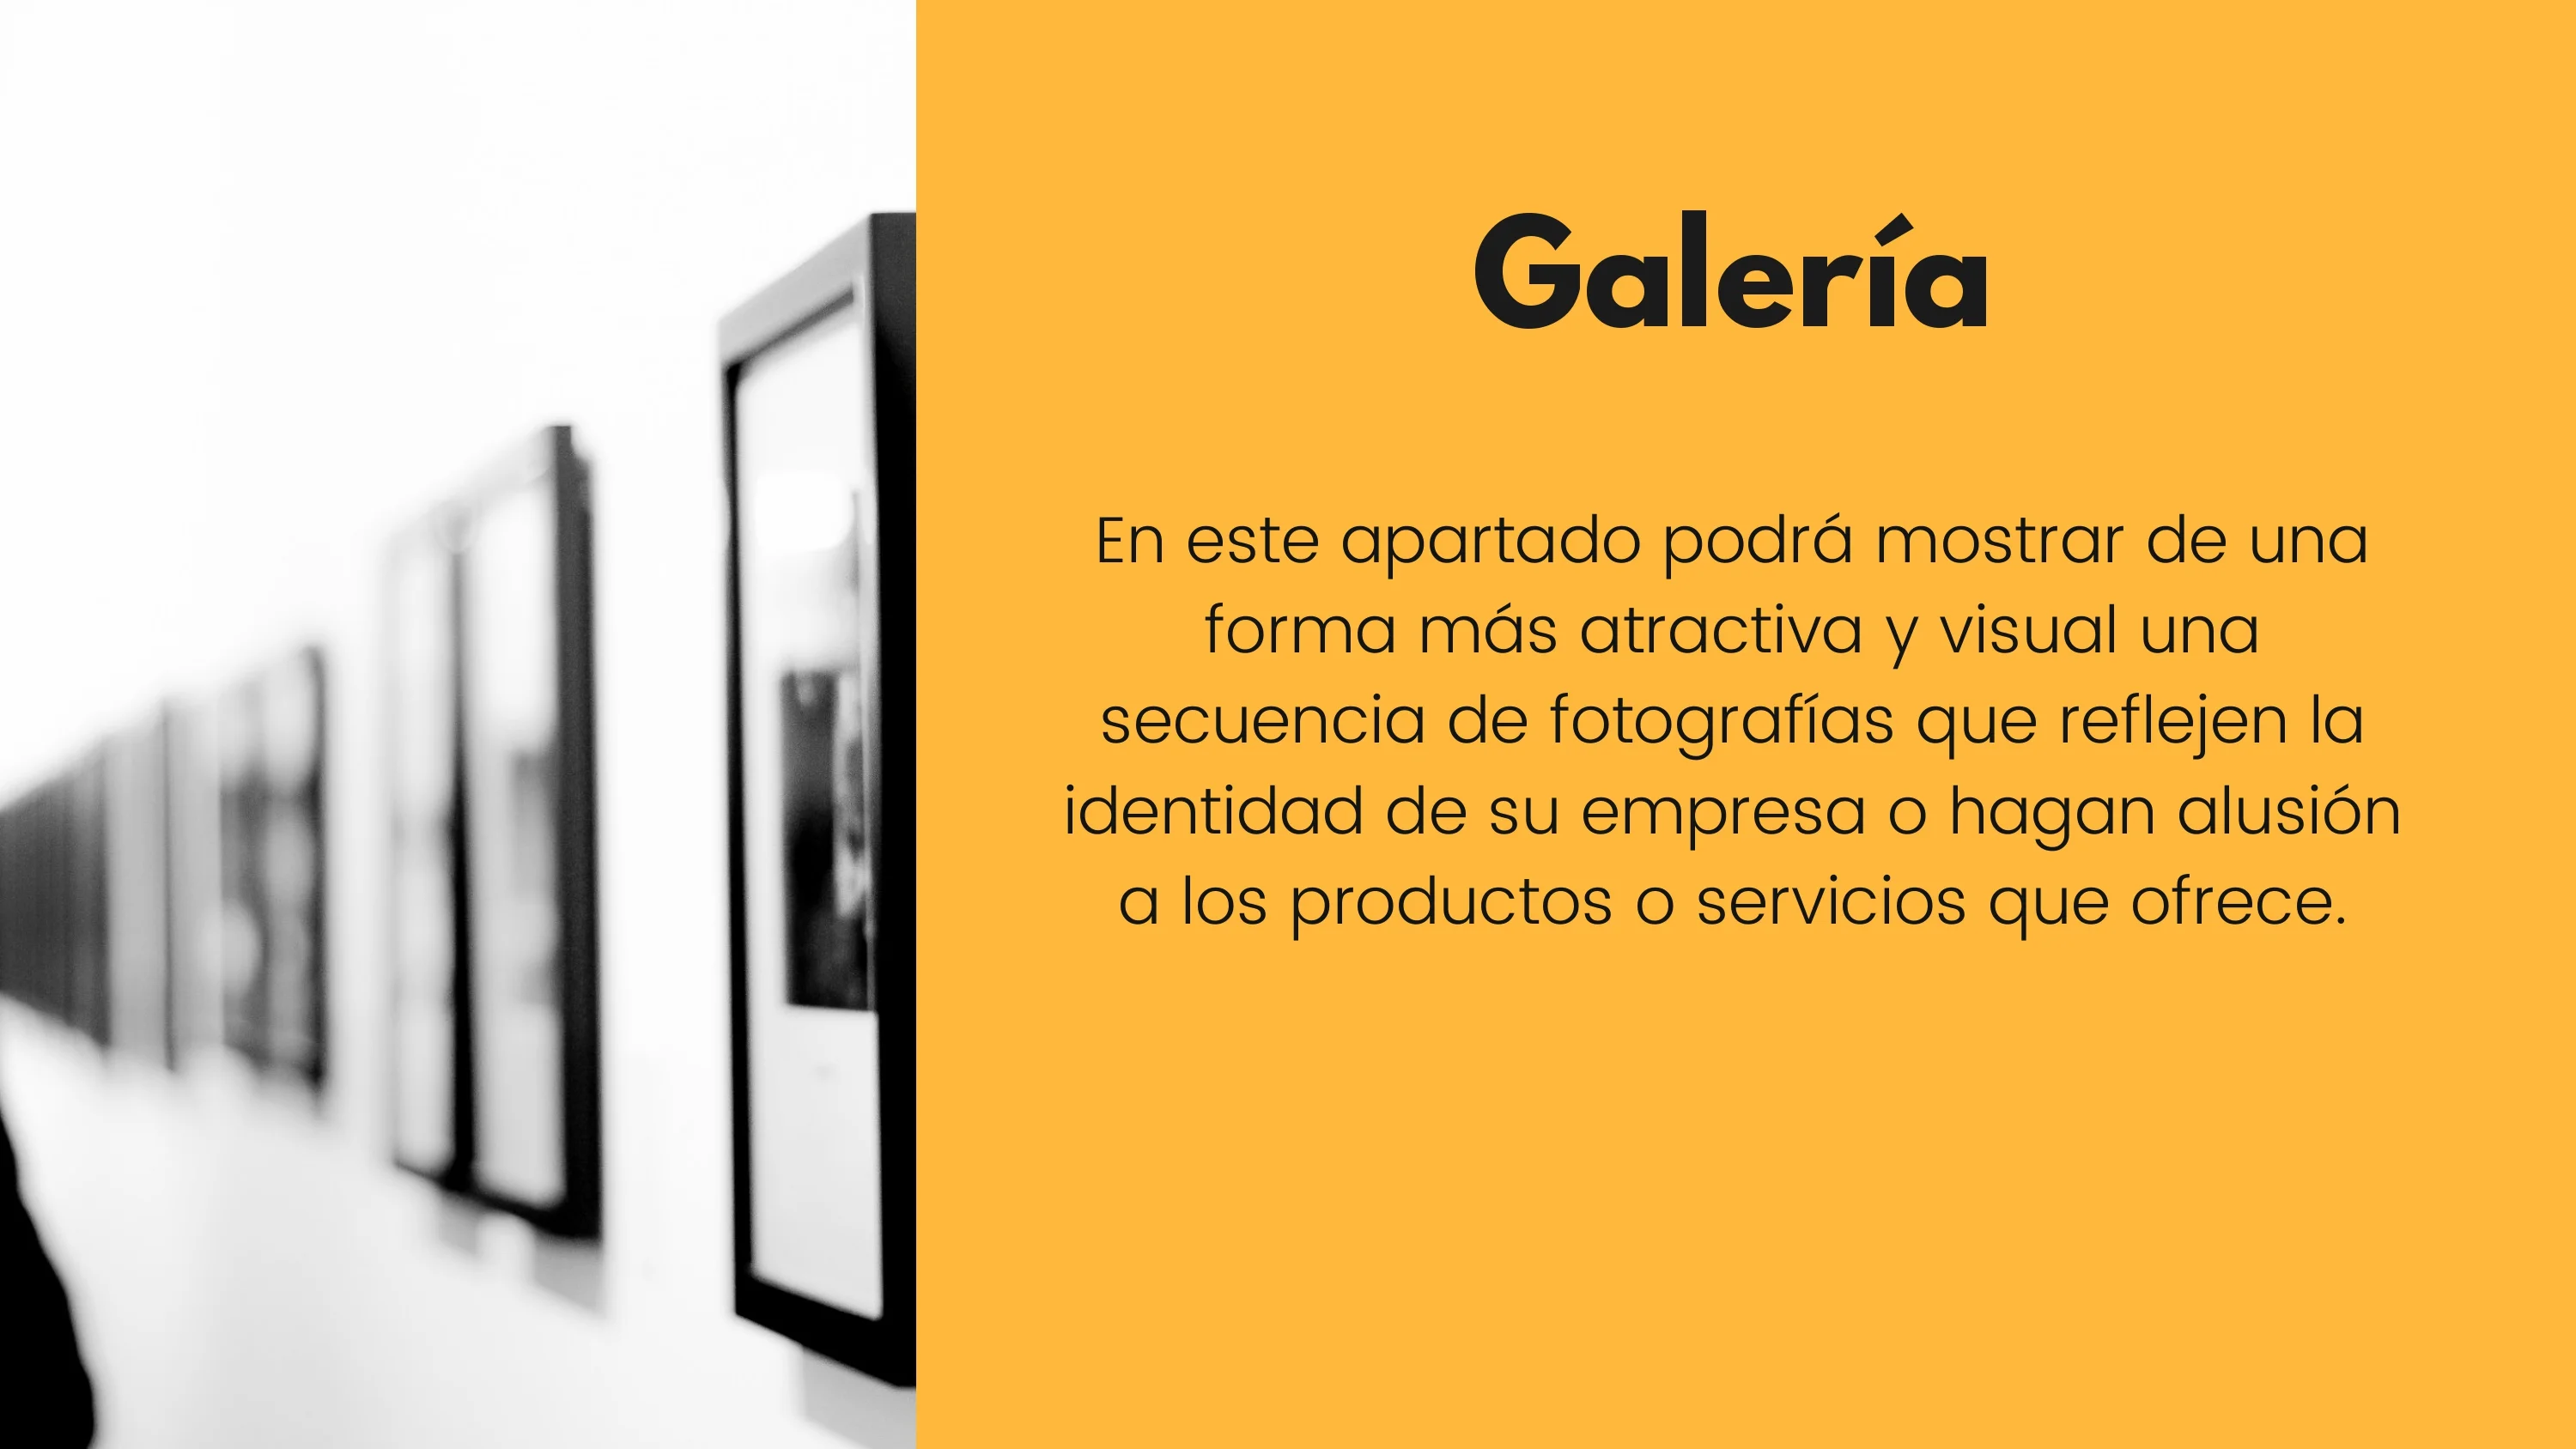 Galería
En este apartado podrá mostrar de una
forma más atractiva y visual una
secuencia de fotografías que reflejen la
identidad de su empresa o hagan alusión
a los productos o servicios que ofrece.